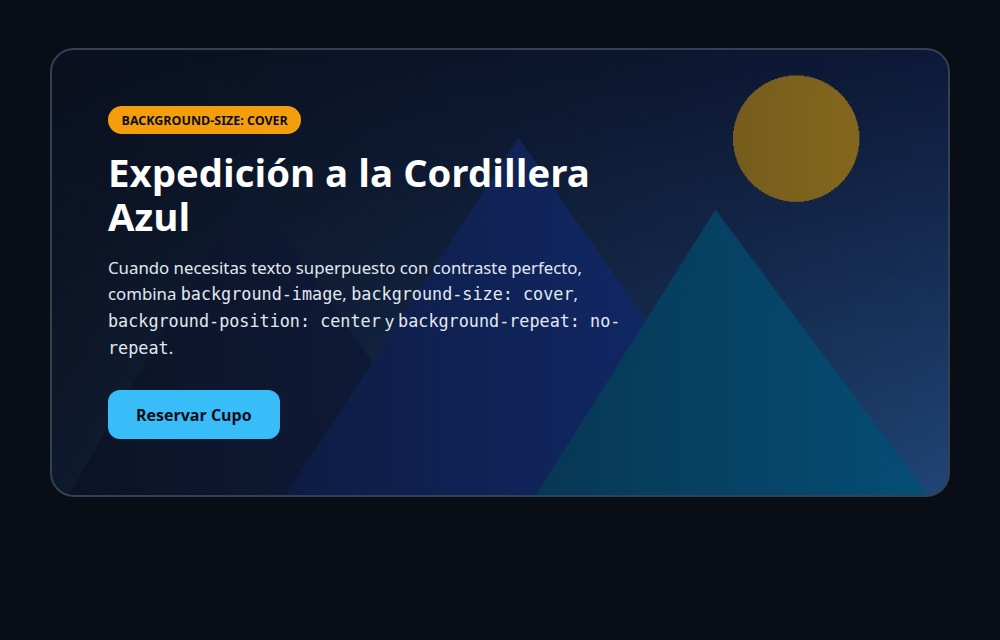 BACKGROUND-SIZE: COVER
Expedición a la Cordillera
Azul
Cuando necesitas texto superpuesto con contraste perfecto,
combina background-image, background-size: cover,
background-position: center y background-repeat: no-
repeat.
Reservar Cupo